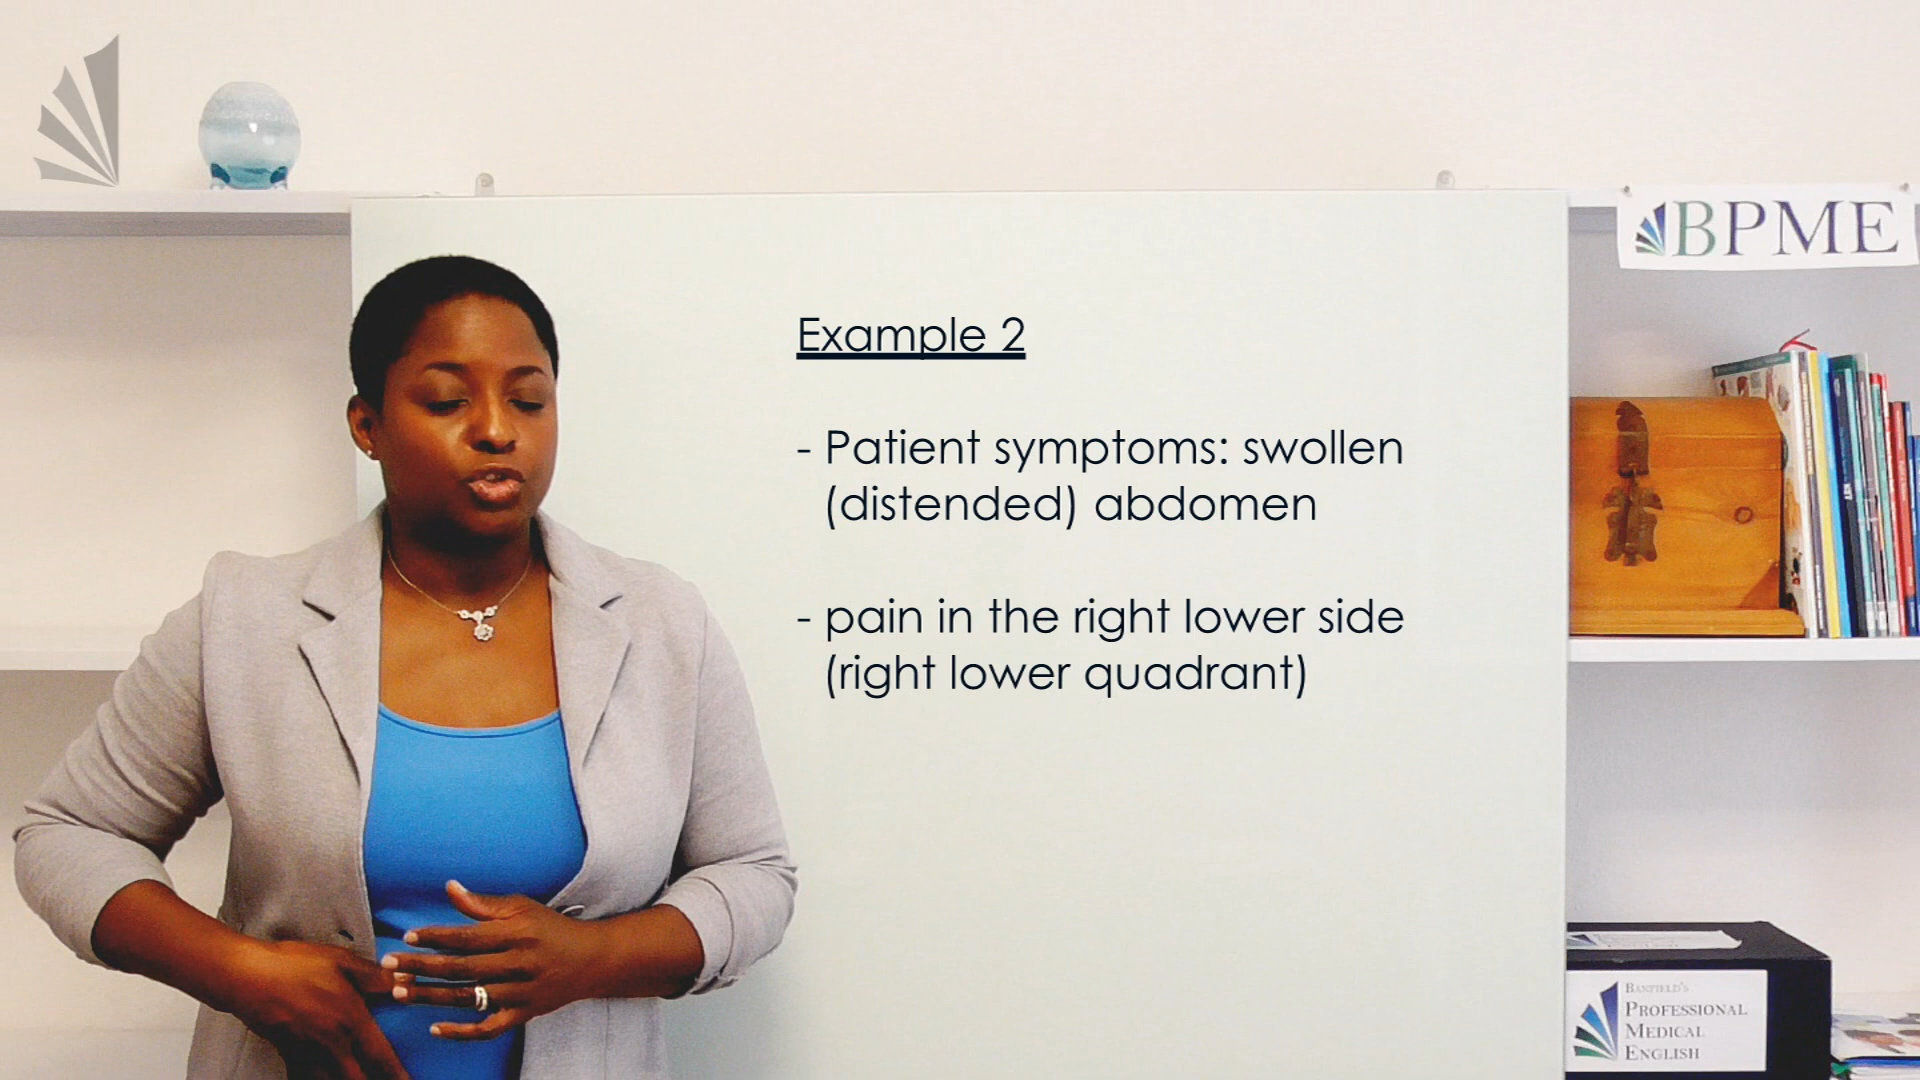 BPME
Example 2
- Patient symptoms: swollen
(distended) abdomen
- pain in the right lower side
(right lower quadrant)
BANFIELD'S
PROFESSIONAL
MEDICAL
ENGLISH